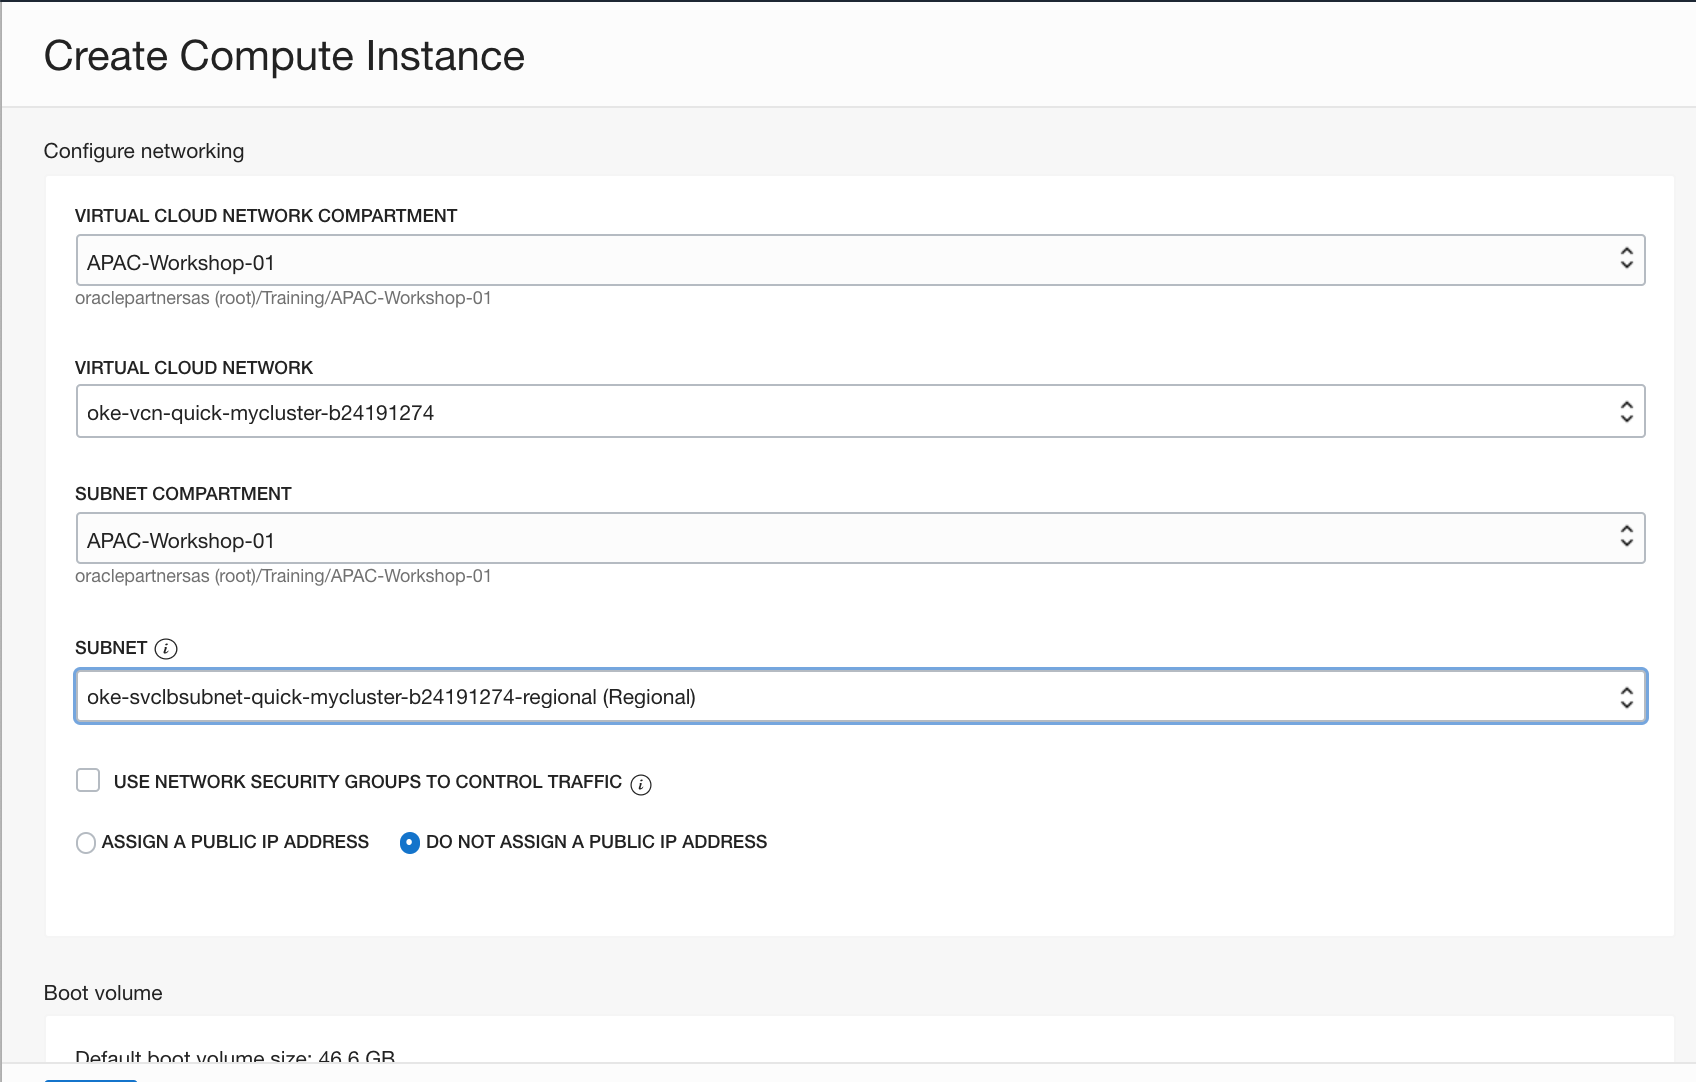 Create Compute Instance
Configure networking
VIRTUAL CLOUD NETWORK COMPARTMENT
APAC-Workshop-01
oraclepartnersas (root)/Training/APAC-Workshop-01
VIRTUAL CLOUD NETWORK
oke-vcn-quick-mycluster-b24191274
SUBNET COMPARTMENT
APAC-Workshop-01
oraclepartnersas (root)/Training/APAC-Workshop-01
SUBNET i
oke-svclbsubnet-quick-mycluster-b24191274-regional (Regional)
USE NETWORK SECURITY GROUPS TO CONTROL TRAFFIC i
ASSIGN A PUBLIC IP ADDRESS DO NOT ASSIGN A PUBLIC IP ADDRESS
Boot volume
Default boot volume size: 46.6 GB